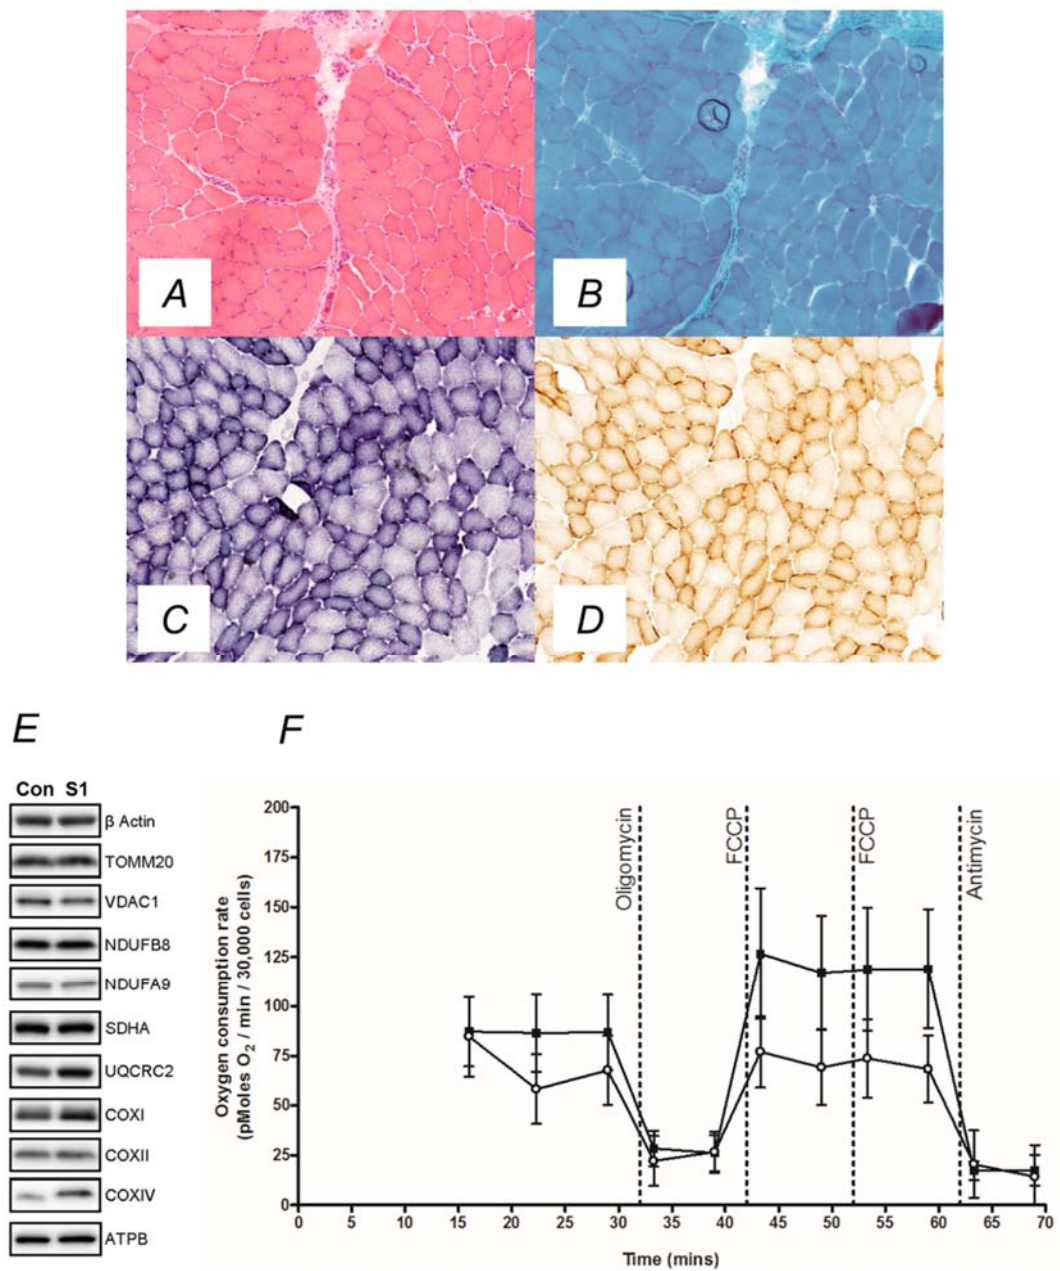 A
B
C
D
E
F
Con S1
β Actin
TOMM20
VDAC1
NDUFB8
NDUFA9
SDHA
UQCRC2
COXI
COXII
COXIV
ATPB
Oxygen consumption rate
(pMoles O₂ / min / 30,000 cells)
200
175
150
125
100
75
50
25
0
Oligomycin
FCCP
FCCP
Antimycin
0 5 10 15 20 25 30 35 40 45 50 55 60 65 70
Time (mins)